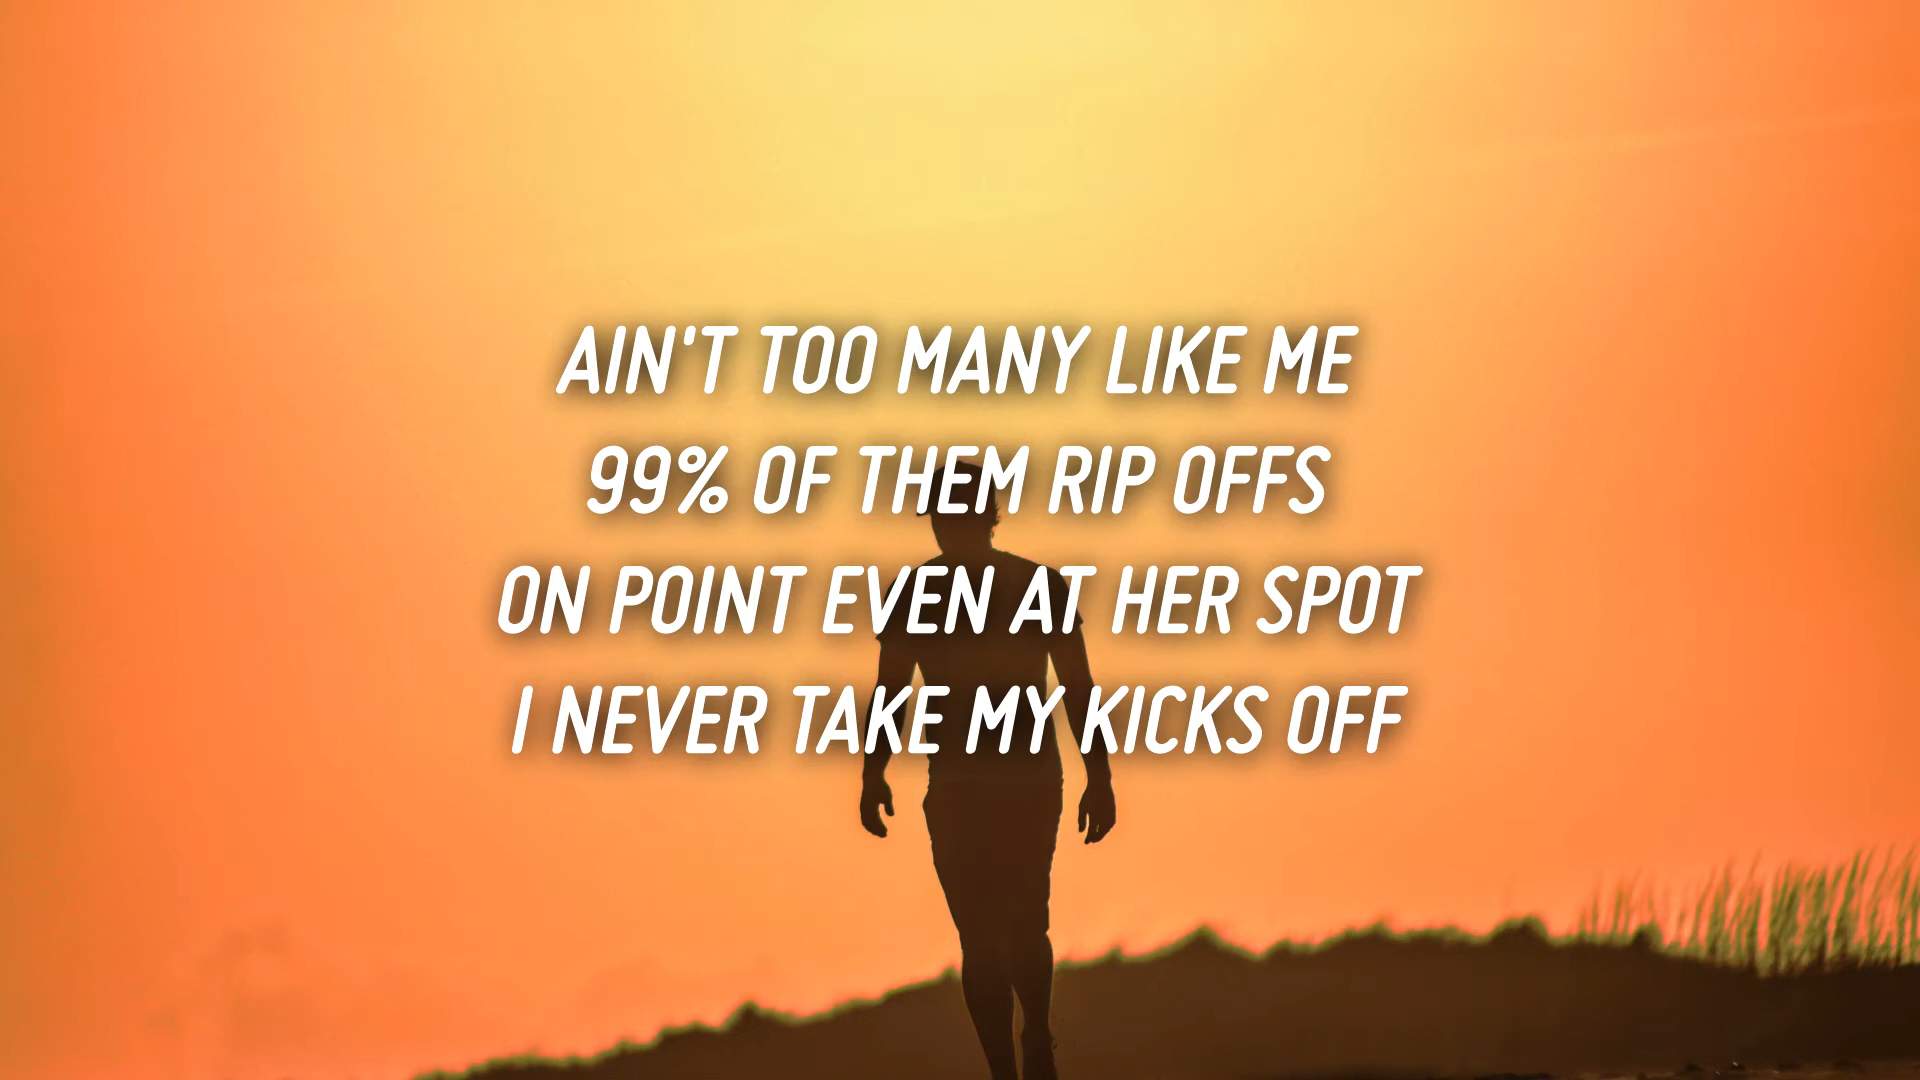 AIN'T TOO MANY LIKE ME
99% OF THEM RIP OFFS
ON POINT EVEN AT HER SPOT
I NEVER TAKE MY KICKS OFF